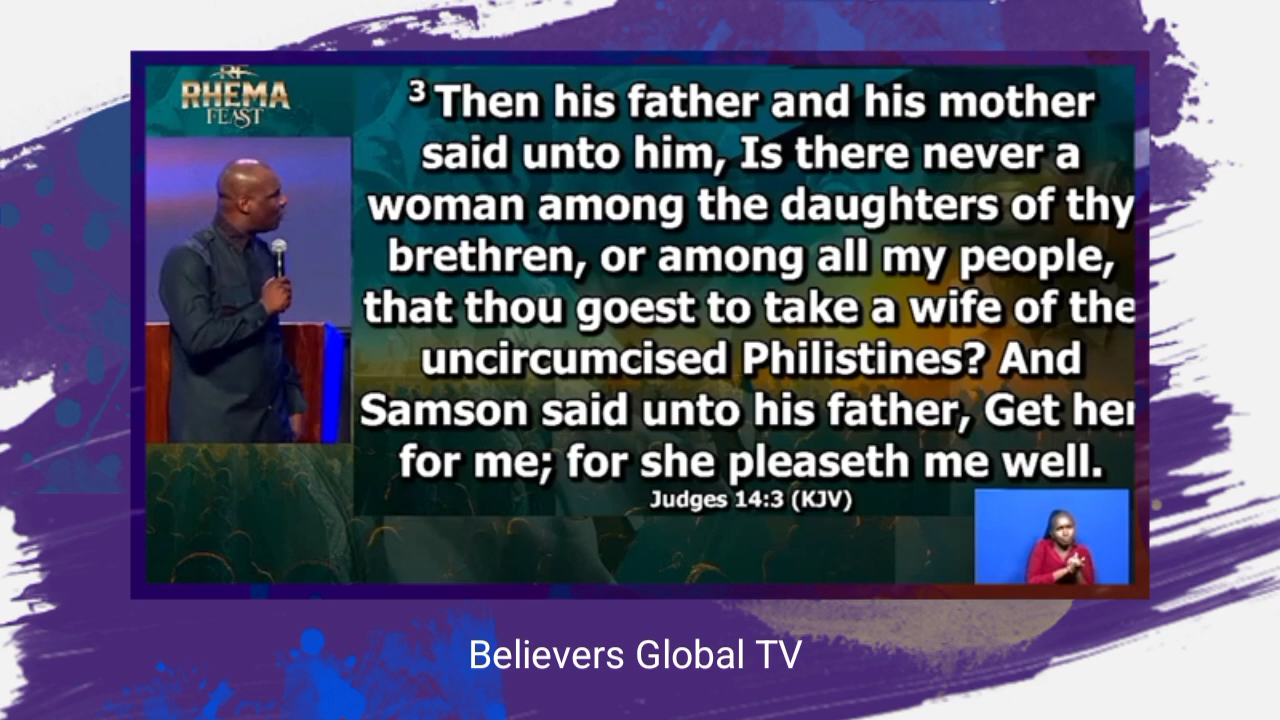 RF
RHEMA
FEAST
3 Then his father and his mother
said unto him, Is there never a
woman among the daughters of thy
brethren, or among all my people,
that thou goest to take a wife of the
uncircumcised Philistines? And
Samson said unto his father, Get her
for me; for she pleaseth me well.
Judges 14:3 (KJV)
Believers Global TV